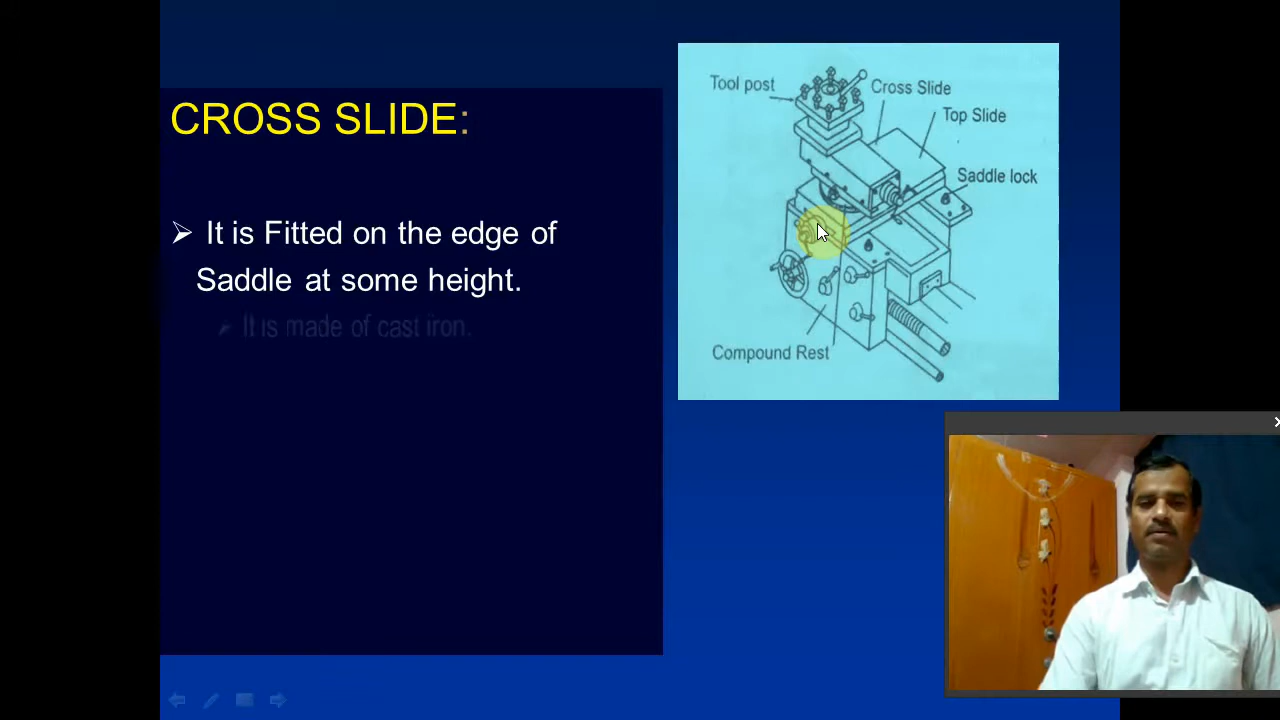 CROSS SLIDE:
➢ It is Fitted on the edge of
Saddle at some height.
It is made of cast iron.
Tool post
Cross Slide
Top Slide
Saddle lock
Compound Rest